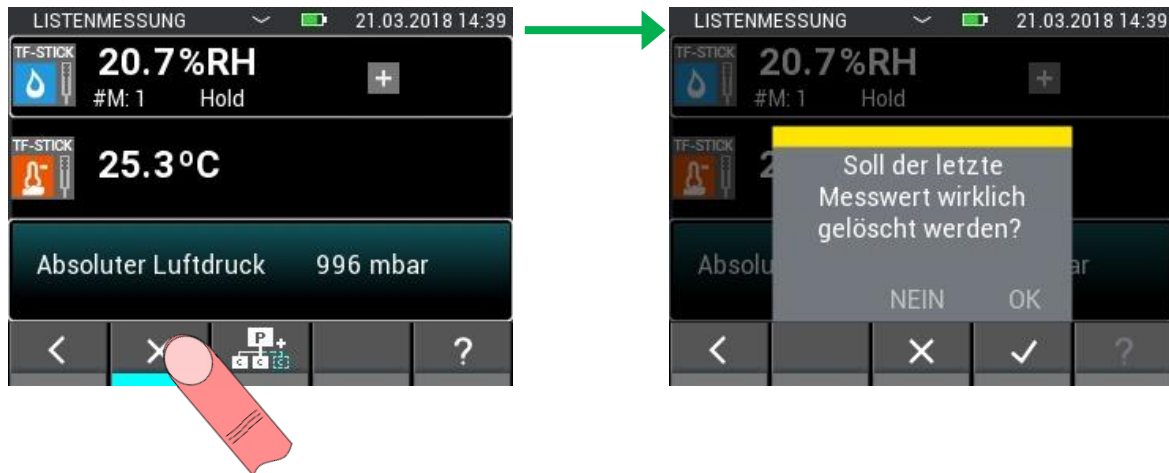 LISTENMESSUNG 21.03.2018 14:39
TF-STICK
20.7%RH
+
#M: 1 Hold
TF-STICK
25.3°C
Absoluter Luftdruck 996 mbar
P +
C C C
?
LISTENMESSUNG 21.03.2018 14:39
TF-STICK
20.7%RH
+
#M: 1 Hold
TF-STICK
2
Soll der letzte
Messwert wirklich
gelöscht werden?
Absolu ar
NEIN OK
?